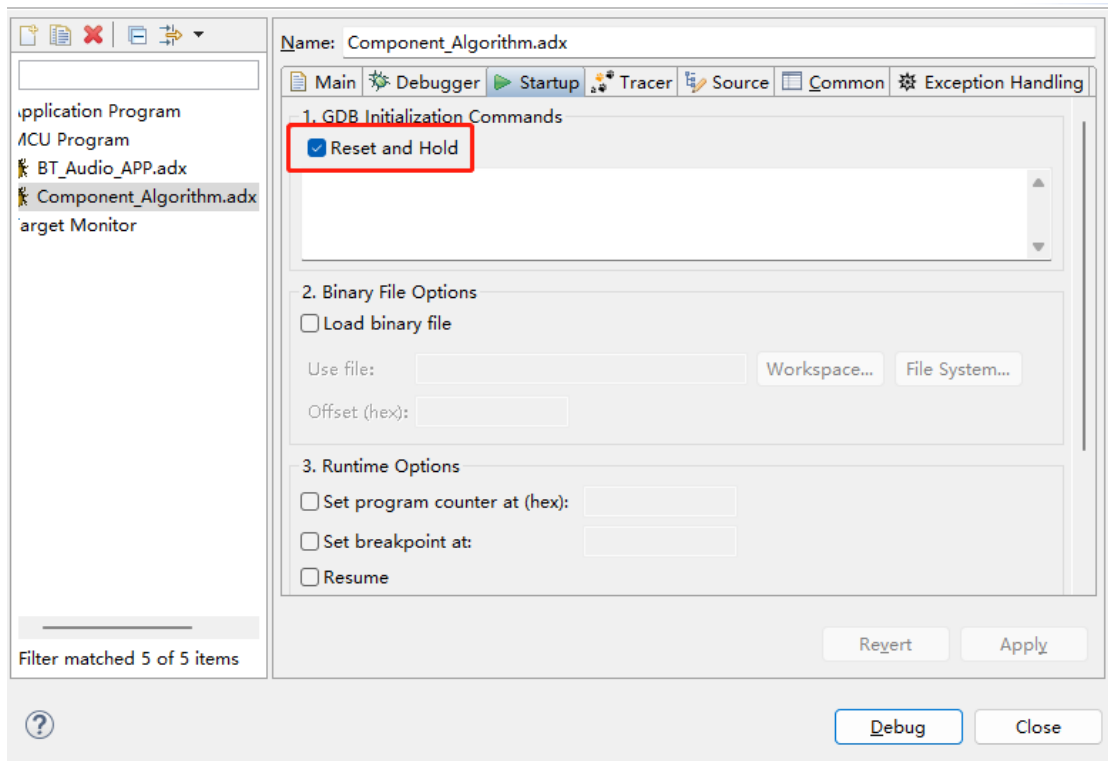 Name: Component_Algorithm.adx
Main Debugger Startup Tracer Source Common Exception Handling
Application Program
MCU Program
BT_Audio_APP.adx
Component_Algorithm.adx
Target Monitor
Filter matched 5 of 5 items
1. GDB Initialization Commands
Reset and Hold
2. Binary File Options
Load binary file
Use file: Workspace... File System...
Offset (hex):
3. Runtime Options
Set program counter at (hex):
Set breakpoint at:
Resume
Revert Apply
? Debug Close